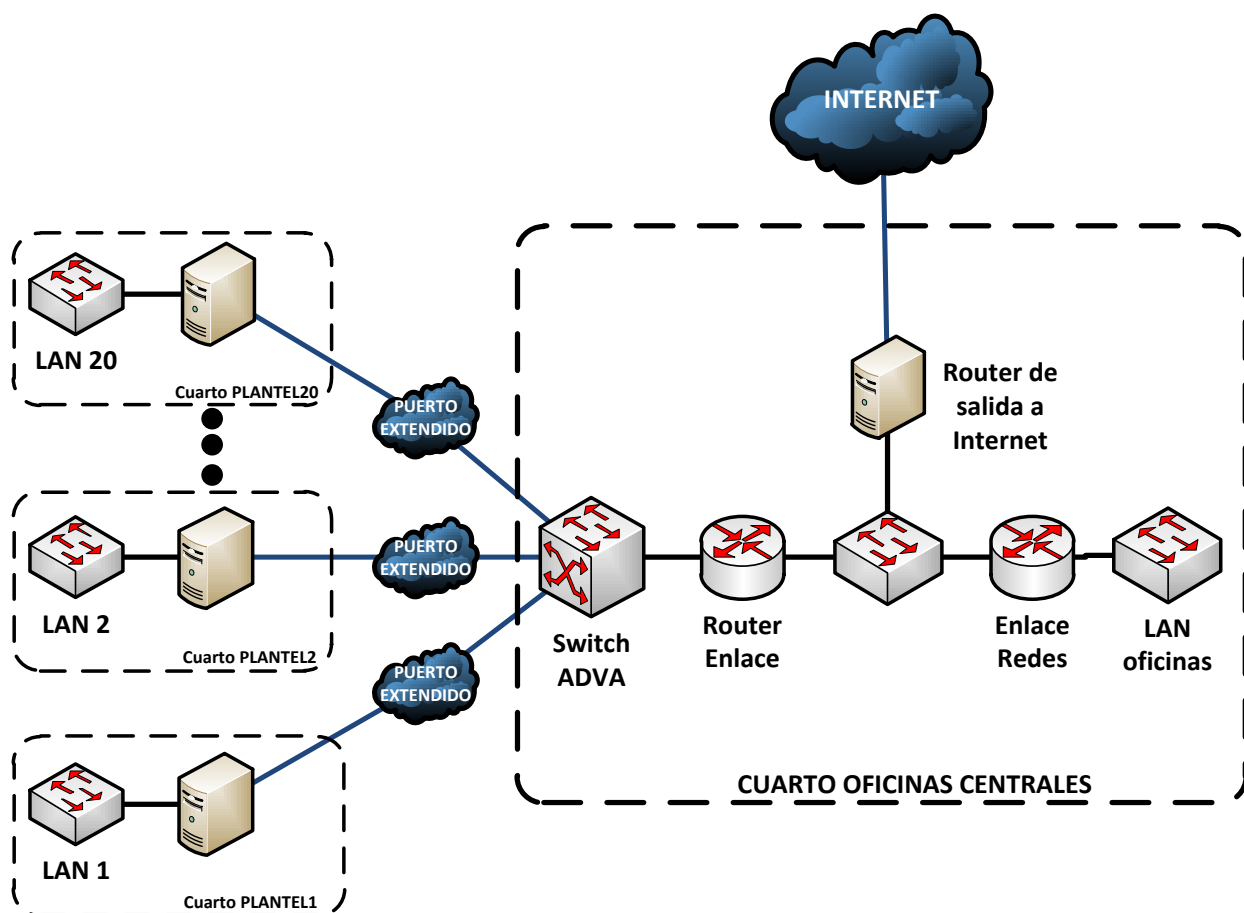 INTERNET
LAN 20
Cuarto PLANTEL20
PUERTO
EXTENDIDO
Router de
salida a
Internet
LAN 2
Cuarto PLANTEL2
PUERTO
EXTENDIDO
Switch
ADVA
Router
Enlace
Enlace
Redes
LAN
oficinas
PUERTO
EXTENDIDO
LAN 1
Cuarto PLANTEL1
CUARTO OFICINAS CENTRALES